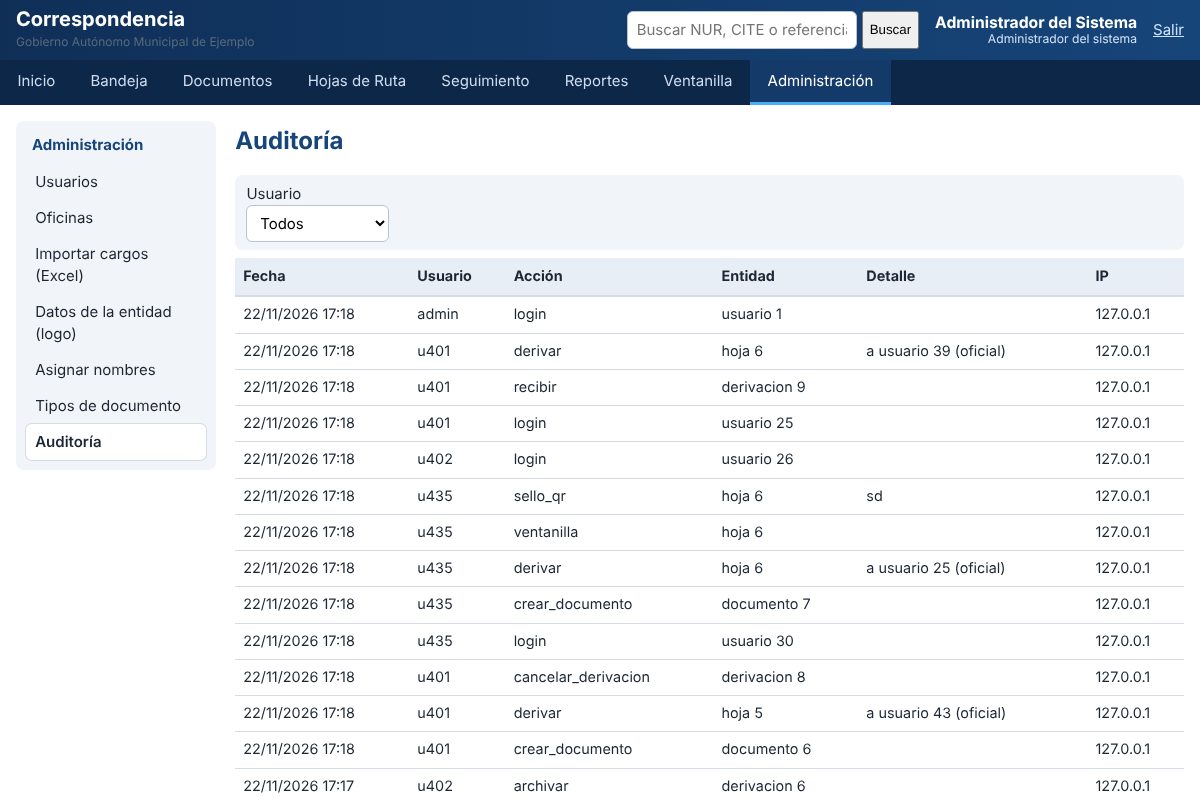 Correspondencia
Gobierno Autónomo Municipal de Ejemplo
Buscar NUR, CITE o referenci
Buscar
Administrador del Sistema
Administrador del sistema
Salir
Inicio Bandeja Documentos Hojas de Ruta Seguimiento Reportes Ventanilla Administración
Administración
Usuarios
Oficinas
Importar cargos
(Excel)
Datos de la entidad
(logo)
Asignar nombres
Tipos de documento
Auditoría
Auditoría
Usuario
Todos
Fecha Usuario Acción Entidad Detalle IP
22/11/2026 17:18 admin login usuario 1 127.0.0.1
22/11/2026 17:18 u401 derivar hoja 6 a usuario 39 (oficial) 127.0.0.1
22/11/2026 17:18 u401 recibir derivacion 9 127.0.0.1
22/11/2026 17:18 u401 login usuario 25 127.0.0.1
22/11/2026 17:18 u402 login usuario 26 127.0.0.1
22/11/2026 17:18 u435 sello_qr hoja 6 sd 127.0.0.1
22/11/2026 17:18 u435 ventanilla hoja 6 127.0.0.1
22/11/2026 17:18 u435 derivar hoja 6 a usuario 25 (oficial) 127.0.0.1
22/11/2026 17:18 u435 crear_documento documento 7 127.0.0.1
22/11/2026 17:18 u435 login usuario 30 127.0.0.1
22/11/2026 17:18 u401 cancelar_derivacion derivacion 8 127.0.0.1
22/11/2026 17:18 u401 derivar hoja 5 a usuario 43 (oficial) 127.0.0.1
22/11/2026 17:18 u401 crear_documento documento 6 127.0.0.1
22/11/2026 17:17 u402 archivar derivacion 6 127.0.0.1